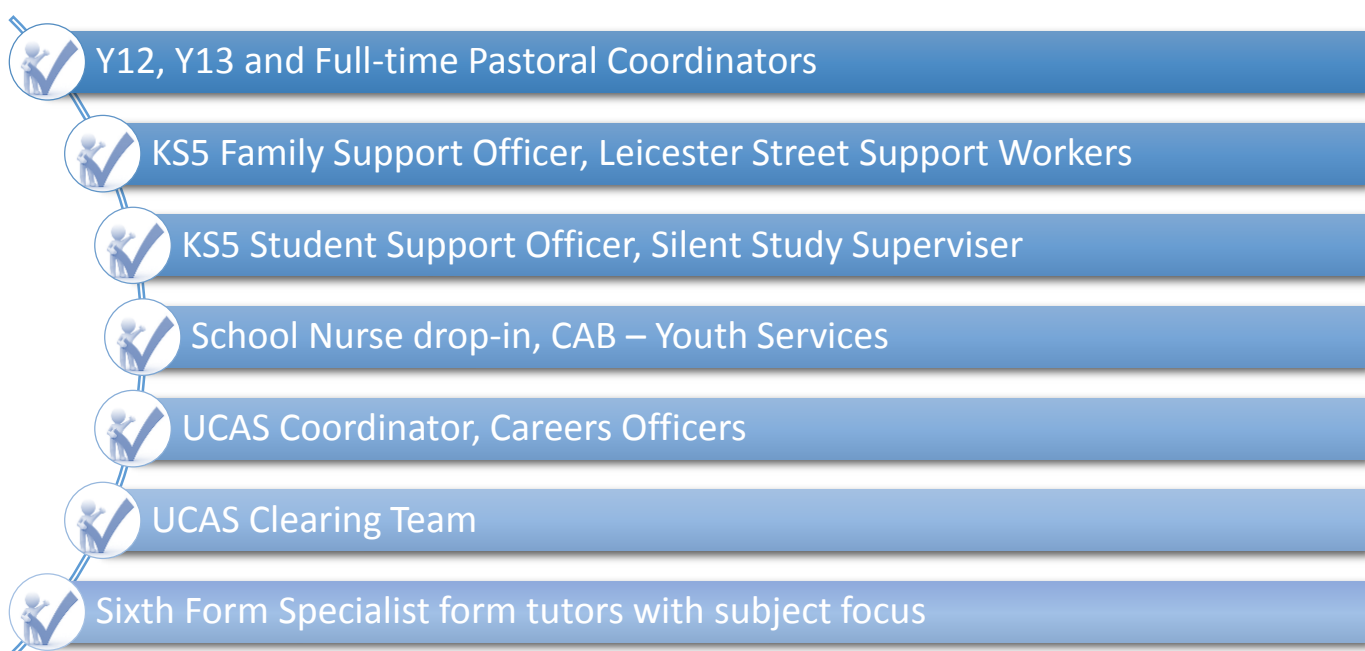 Y12, Y13 and Full-time Pastoral Coordinators
KS5 Family Support Officer, Leicester Street Support Workers
KS5 Student Support Officer, Silent Study Superviser
School Nurse drop-in, CAB – Youth Services
UCAS Coordinator, Careers Officers
UCAS Clearing Team
Sixth Form Specialist form tutors with subject focus